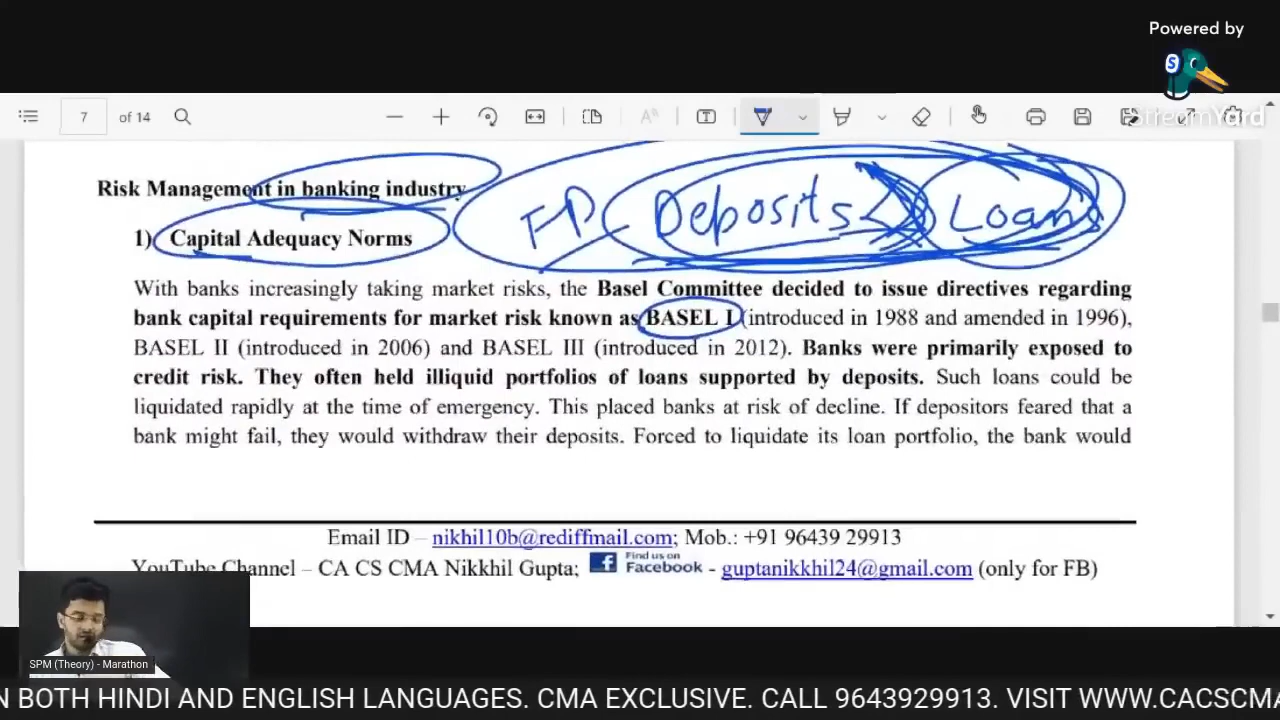 Powered by
S
StreamYard
7 of 14
Risk Management in banking industry
FD Deposits Loans
1) Capital Adequacy Norms
With banks increasingly taking market risks, the Basel Committee decided to issue directives regarding
bank capital requirements for market risk known as BASEL I (introduced in 1988 and amended in 1996),
BASEL II (introduced in 2006) and BASEL III (introduced in 2012). Banks were primarily exposed to
credit risk. They often held illiquid portfolios of loans supported by deposits. Such loans could be
liquidated rapidly at the time of emergency. This placed banks at risk of decline. If depositors feared that a
bank might fail, they would withdraw their deposits. Forced to liquidate its loan portfolio, the bank would
Email ID – nikhil10b@rediffmail.com; Mob.: +91 96439 29913
YouTube Channel – CA CS CMA Nikkhil Gupta; Find us on Facebook - guptanikkhil24@gmail.com (only for FB)
SPM (Theory) - Marathon
N BOTH HINDI AND ENGLISH LANGUAGES. CMA EXCLUSIVE. CALL 9643929913. VISIT WWW.CACSCMA